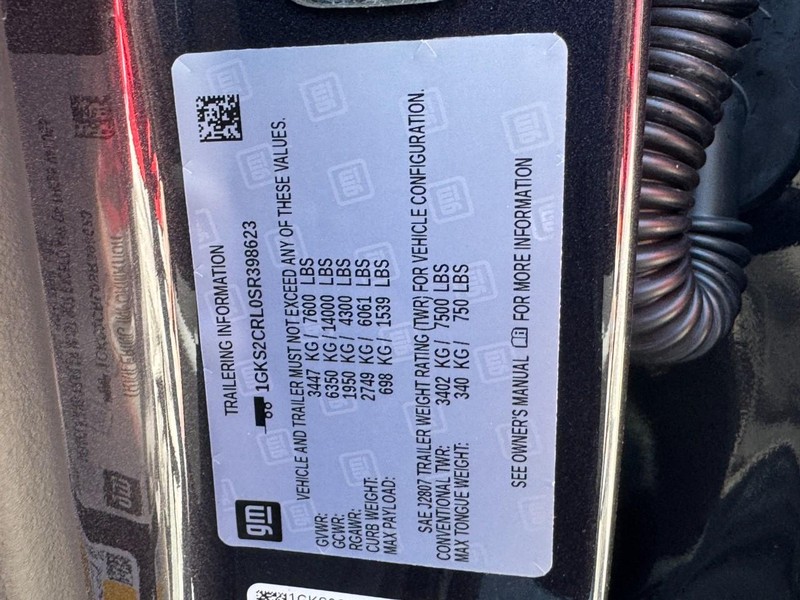 gm
TRAILERING INFORMATION
1GKS2CRL0SR398623
VEHICLE AND TRAILER MUST NOT EXCEED ANY OF THESE VALUES.
GVWR: 3447 KG / 7600 LBS
GCWR: 6350 KG / 14000 LBS
RGAWR: 1950 KG / 4300 LBS
CURB WEIGHT: 2749 KG / 6061 LBS
MAX PAYLOAD: 698 KG / 1539 LBS
SAE J2807 TRAILER WEIGHT RATING (TWR) FOR VEHICLE CONFIGURATION.
CONVENTIONAL TWR: 3402 KG / 7500 LBS
MAX TONGUE WEIGHT: 340 KG / 750 LBS
SEE OWNER'S MANUAL FOR MORE INFORMATION